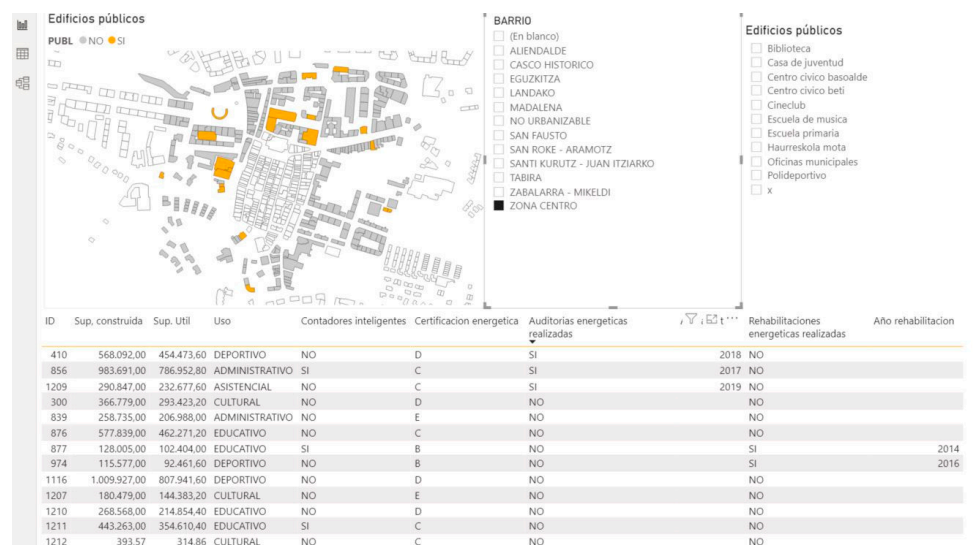 Edificios públicos
PUBL NO SI
BARRIO
(En blanco)
ALIENDALDE
CASCO HISTORICO
EGUZKITZA
LANDAKO
MADALENA
NO URBANIZABLE
SAN FAUSTO
SAN ROKE - ARAMOTZ
SANTI KURUTZ - JUAN ITZIARKO
TABIRA
ZABALARRA - MIKELDI
ZONA CENTRO
Edificios públicos
Biblioteca
Casa de juventud
Centro civico basoalde
Centro civico beti
Cineclub
Escuela de musica
Escuela primaria
Haurreskola mota
Oficinas municipales
Polideportivo
x
ID Sup, construida Sup. Util Uso Contadores inteligentes Certificacion energetica Auditorias energeticas realizadas Rehabilitaciones energeticas realizadas Año rehabilitacion
410 568.092,00 454.473,60 DEPORTIVO NO D SI 2018 NO
856 983.691,00 786.952,80 ADMINISTRATIVO SI C SI 2017 NO
1209 290.847,00 232.677,60 ASISTENCIAL NO C SI 2019 NO
300 366.779,00 293.423,20 CULTURAL NO D NO NO
839 258.735,00 206.988,00 ADMINISTRATIVO NO E NO NO
876 577.839,00 462.271,20 EDUCATIVO NO C NO NO
877 128.005,00 102.404,00 EDUCATIVO SI B NO SI 2014
974 115.577,00 92.461,60 DEPORTIVO NO B NO SI 2016
1116 1.009.927,00 807.941,60 DEPORTIVO NO D NO NO
1207 180.479,00 144.383,20 CULTURAL NO E NO NO
1210 268.568,00 214.854,40 EDUCATIVO NO D NO NO
1211 443.263,00 354.610,40 EDUCATIVO SI C NO NO
1212 393,57 314,86 CULTURAL NO C NO NO